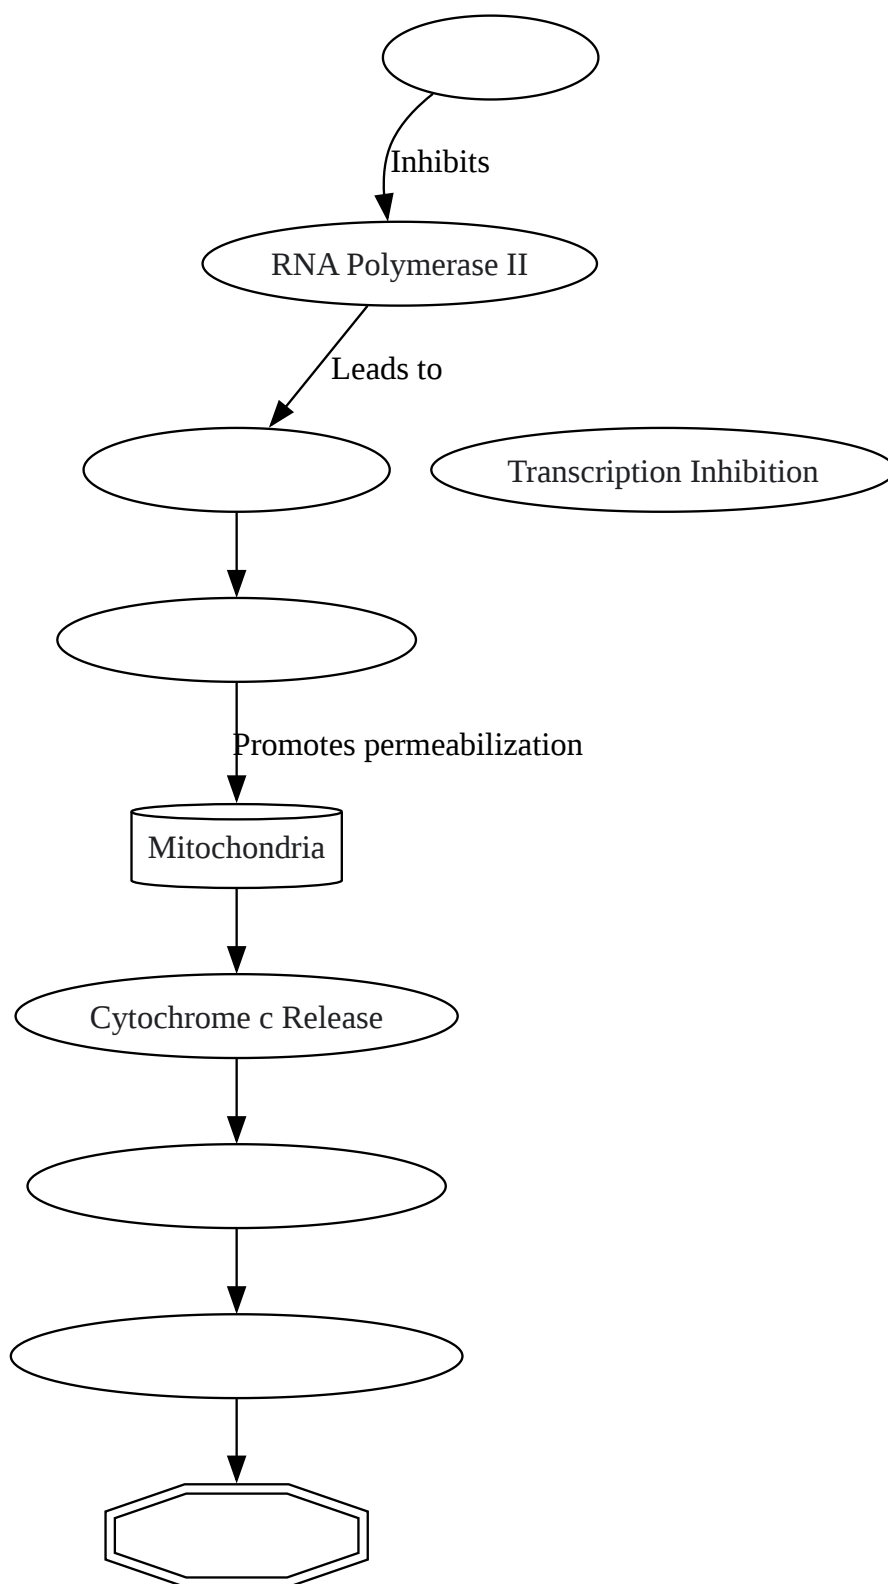 Inhibits
RNA Polymerase II
Leads to
Transcription Inhibition
Promotes permeabilization
Mitochondria
Cytochrome c Release